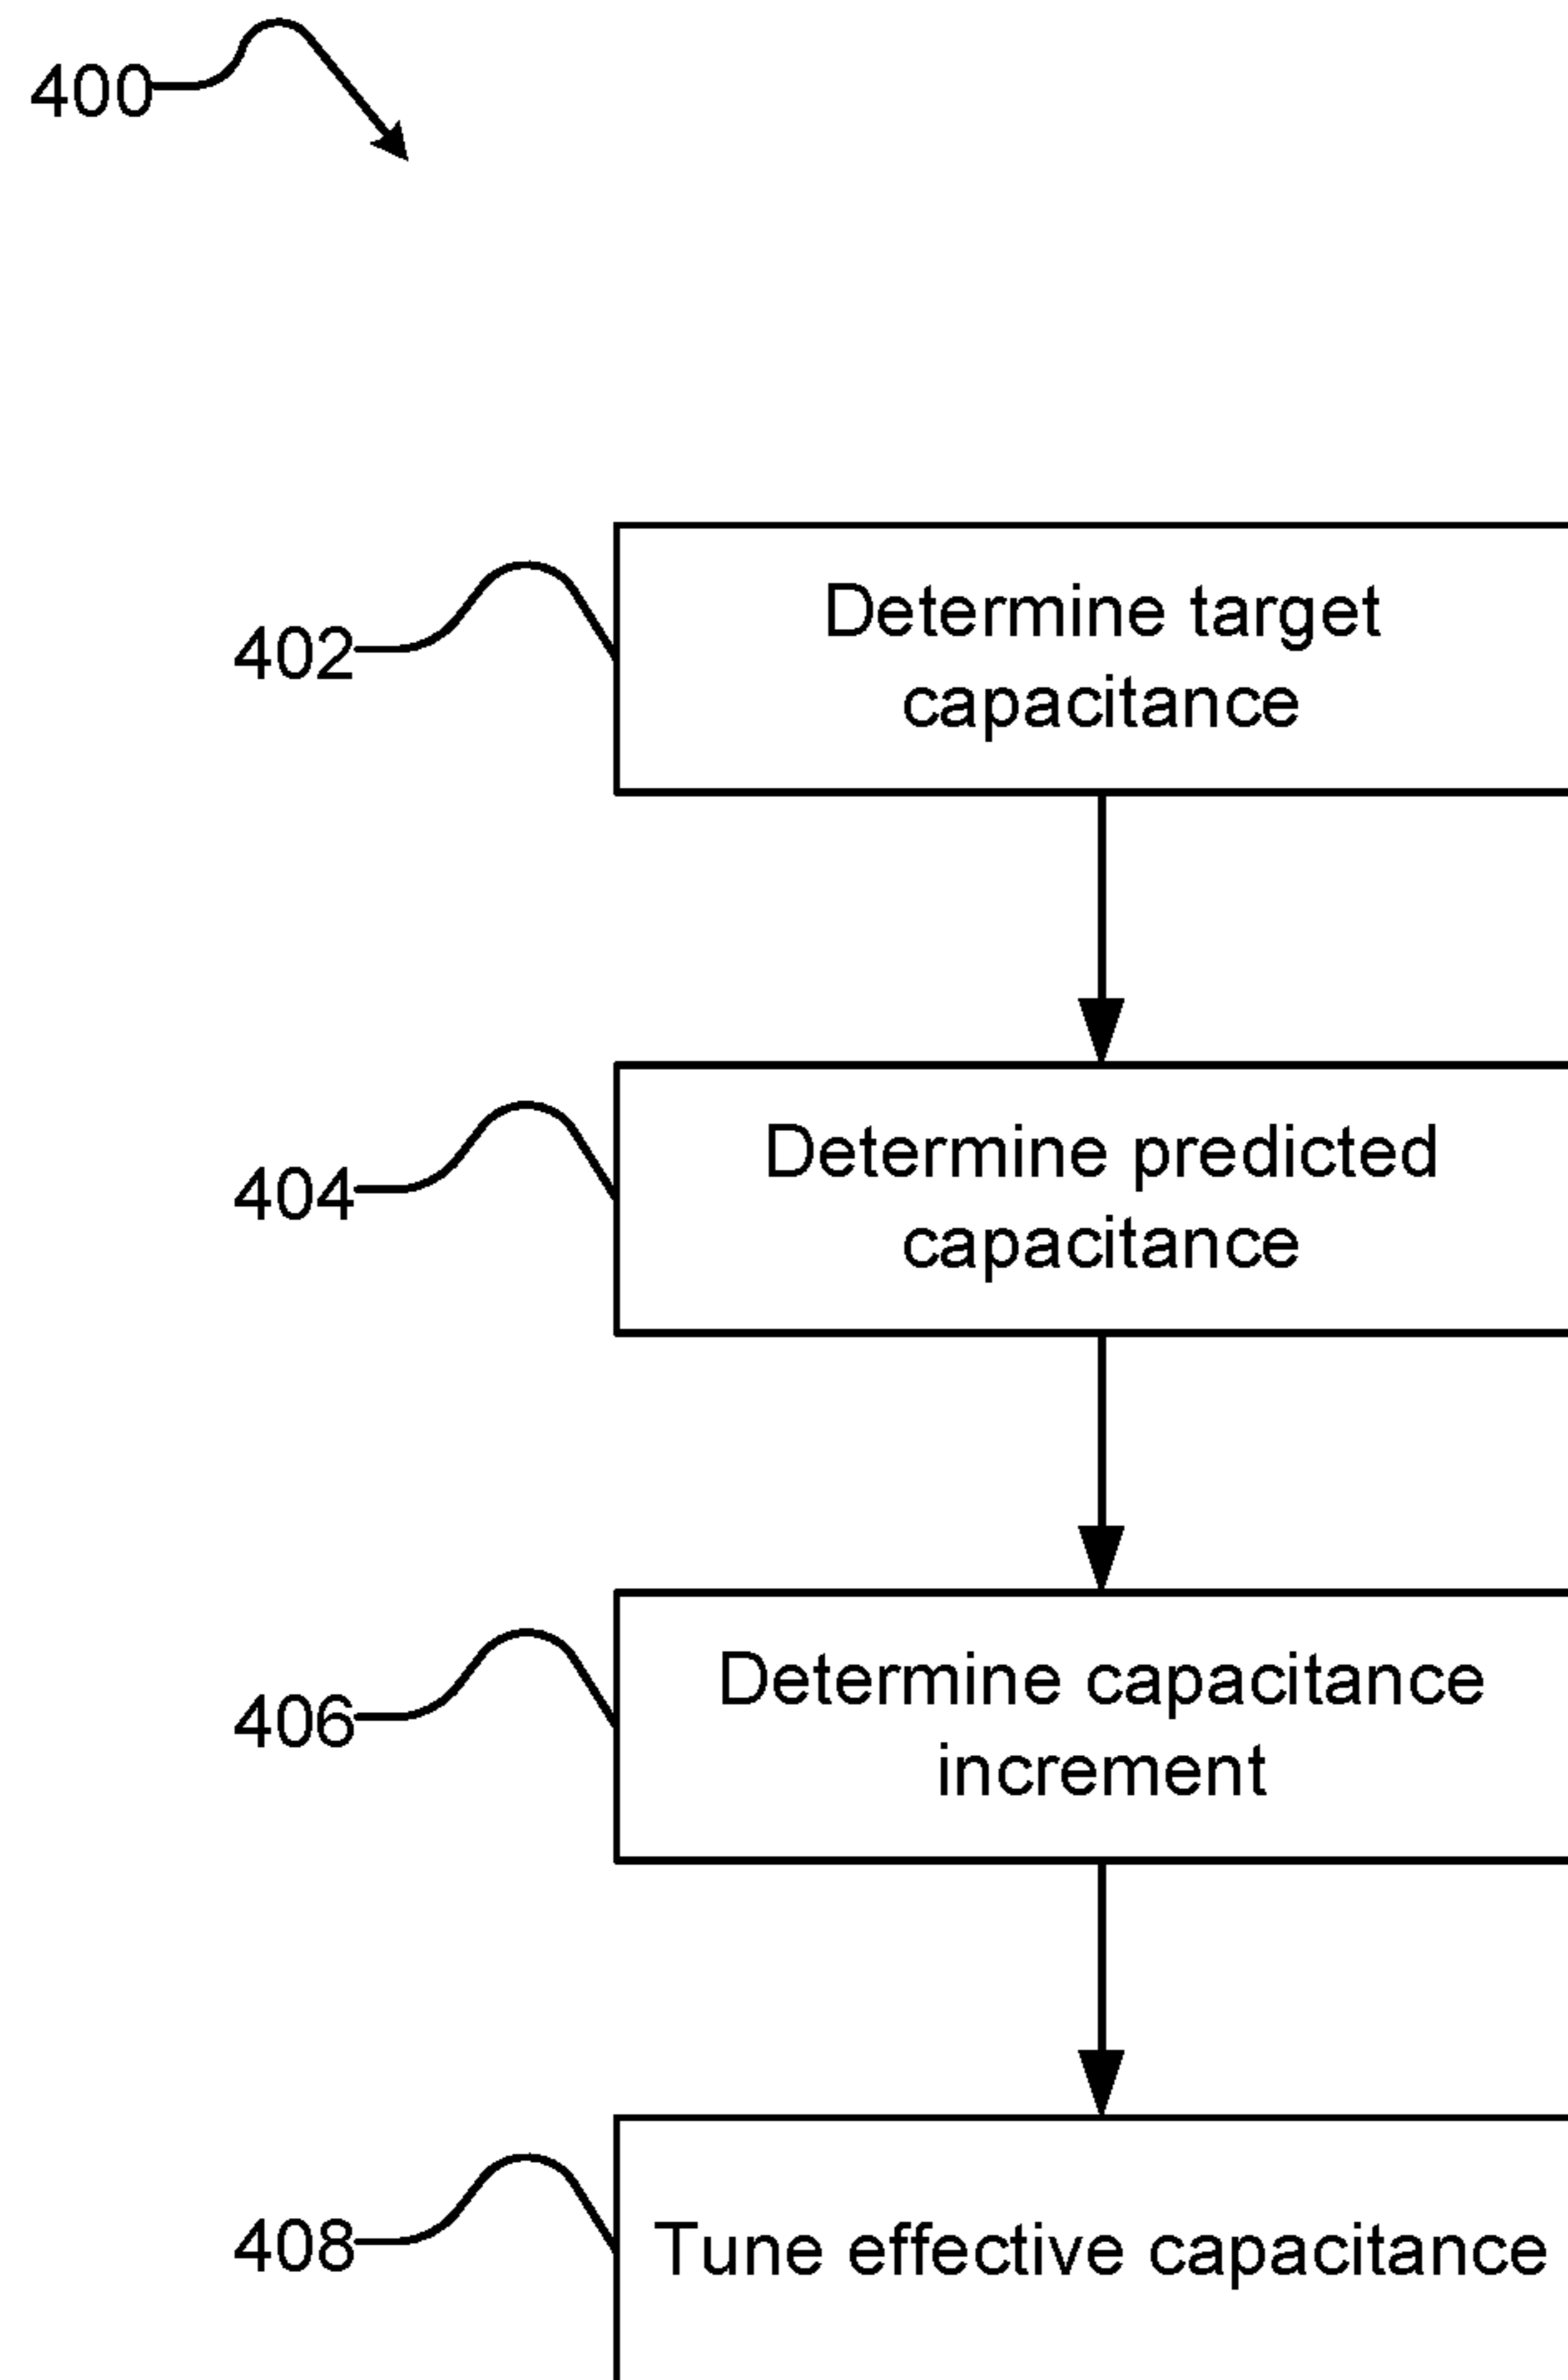 400
402
Determine target
capacitance
404
Determine predicted
capacitance
406
Determine capacitance
increment
408
Tune effective capacitance